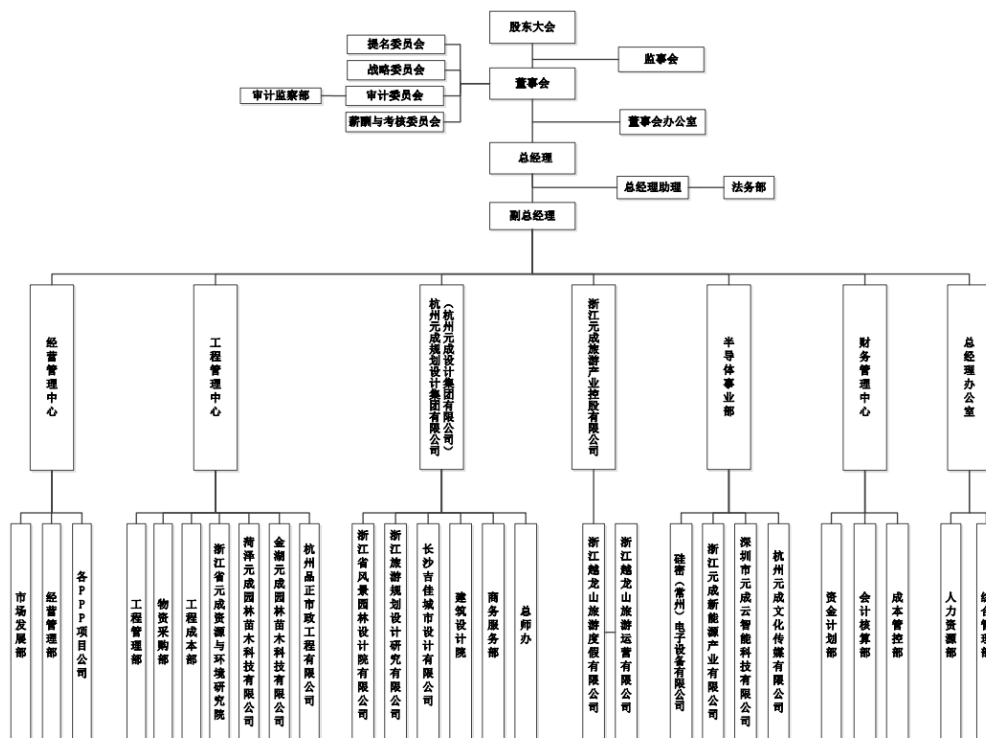 股东大会
提名委员会
监事会
战略委员会
董事会
审计监察部
审计委员会
薪酬与考核委员会
董事会办公室
总经理
总经理助理
法务部
副总经理
经营管理中心
工程管理中心
杭州元成规划设计集团有限公司
（杭州元成设计集团有限公司）
浙江元成旅游产业控股有限公司
半导体事业部
财务管理中心
总经理办公室
市场发展部
经营管理部
各PPP项目公司
工程管理部
物资采购部
工程成本部
浙江省元成资源与环境研究院
菏泽元成园林苗木科技有限公司
金湖元成园林苗木科技有限公司
杭州品正市政工程有限公司
浙江省风景园林设计院有限公司
浙江旅游规划设计研究有限公司
长沙吉佳城市设计有限公司
建筑设计院
商务服务部
总师办
浙江越龙山旅游度假有限公司
浙江越龙山旅游运营有限公司
硅密（常州）电子设备有限公司
浙江元成新能源产业有限公司
深圳市元成云智能科技有限公司
杭州元成文化传媒有限公司
资金计划部
会计核算部
成本管控部
人力资源部
综合管理部